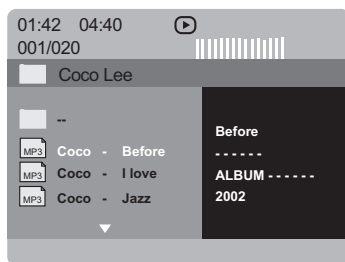 01:42 04:40
001/020
Coco Lee
--
MP3 Coco - Before
MP3 Coco - I love
MP3 Coco - Jazz
Before
- - - - - -
ALBUM - - - - - -
2002